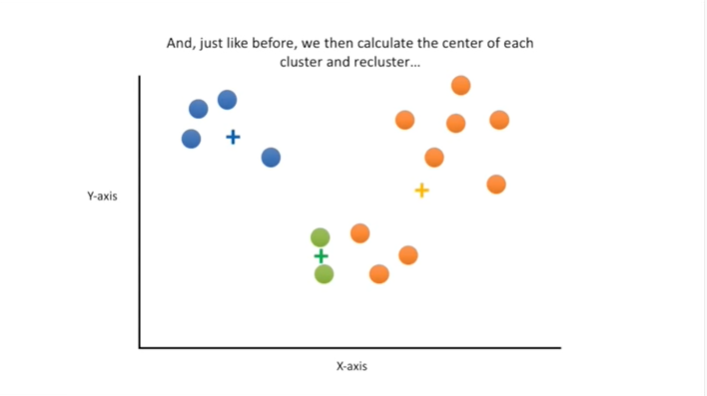 And, just like before, we then calculate the center of each
cluster and recluster...
Y-axis
X-axis